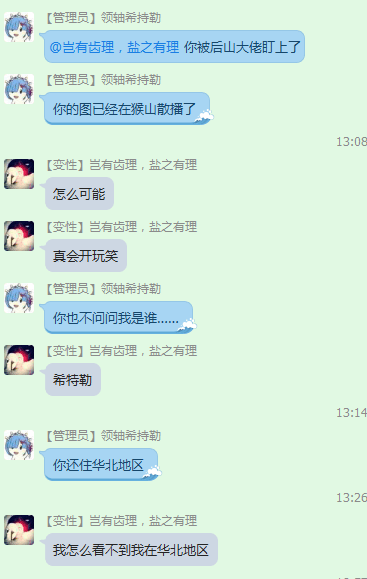 【管理员】领轴希持勒
@岂有齿理，盐之有理 你被后山大佬盯上了
【管理员】领轴希持勒
你的图已经在猴山散播了
13:08
【变性】岂有齿理，盐之有理
怎么可能
【变性】岂有齿理，盐之有理
真会开玩笑
【管理员】领轴希持勒
你也不问问我是谁......
【变性】岂有齿理，盐之有理
希特勒
13:14
【管理员】领轴希持勒
你还住华北地区
13:26
【变性】岂有齿理，盐之有理
我怎么看不到我在华北地区